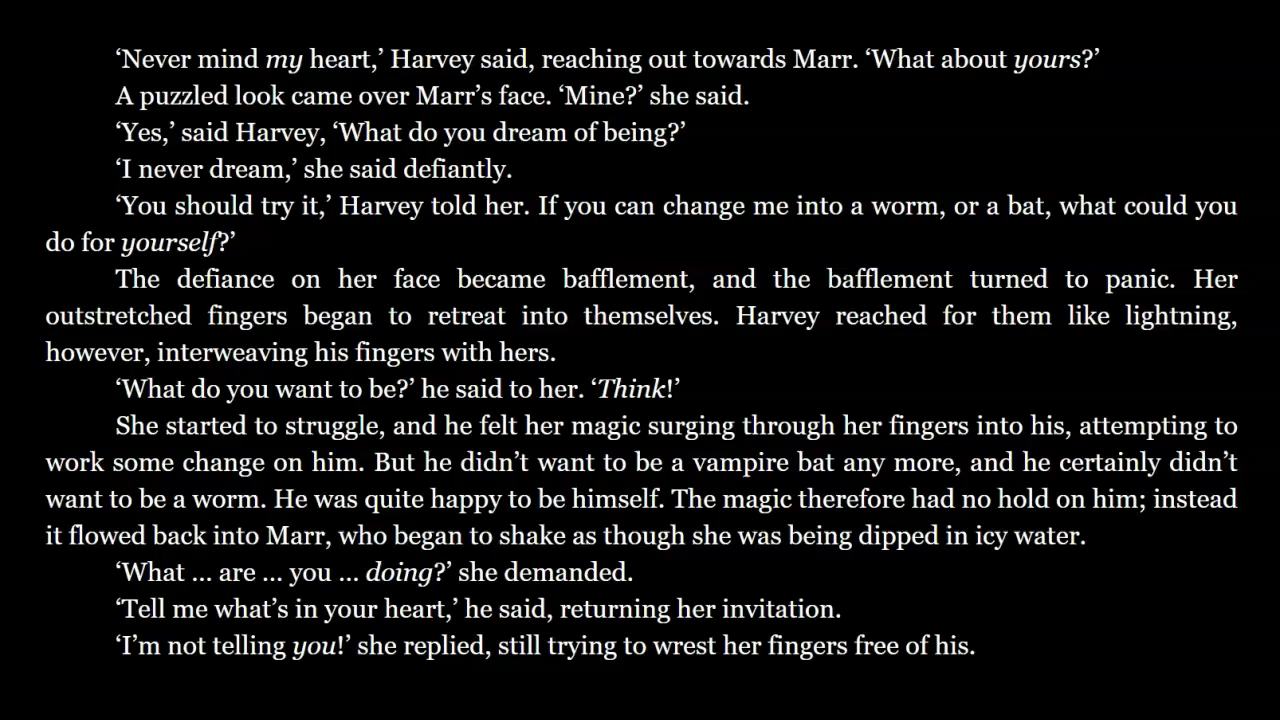 ‘Never mind my heart,’ Harvey said, reaching out towards Marr. ‘What about yours?’
A puzzled look came over Marr’s face. ‘Mine?’ she said.
‘Yes,’ said Harvey, ‘What do you dream of being?’
‘I never dream,’ she said defiantly.
‘You should try it,’ Harvey told her. If you can change me into a worm, or a bat, what could you
do for yourself?’
The defiance on her face became bafflement, and the bafflement turned to panic. Her
outstretched fingers began to retreat into themselves. Harvey reached for them like lightning,
however, interweaving his fingers with hers.
‘What do you want to be?’ he said to her. ‘Think!’
She started to struggle, and he felt her magic surging through her fingers into his, attempting to
work some change on him. But he didn’t want to be a vampire bat any more, and he certainly didn’t
want to be a worm. He was quite happy to be himself. The magic therefore had no hold on him; instead
it flowed back into Marr, who began to shake as though she was being dipped in icy water.
‘What ... are ... you ... doing?’ she demanded.
‘Tell me what’s in your heart,’ he said, returning her invitation.
‘I’m not telling you!’ she replied, still trying to wrest her fingers free of his.